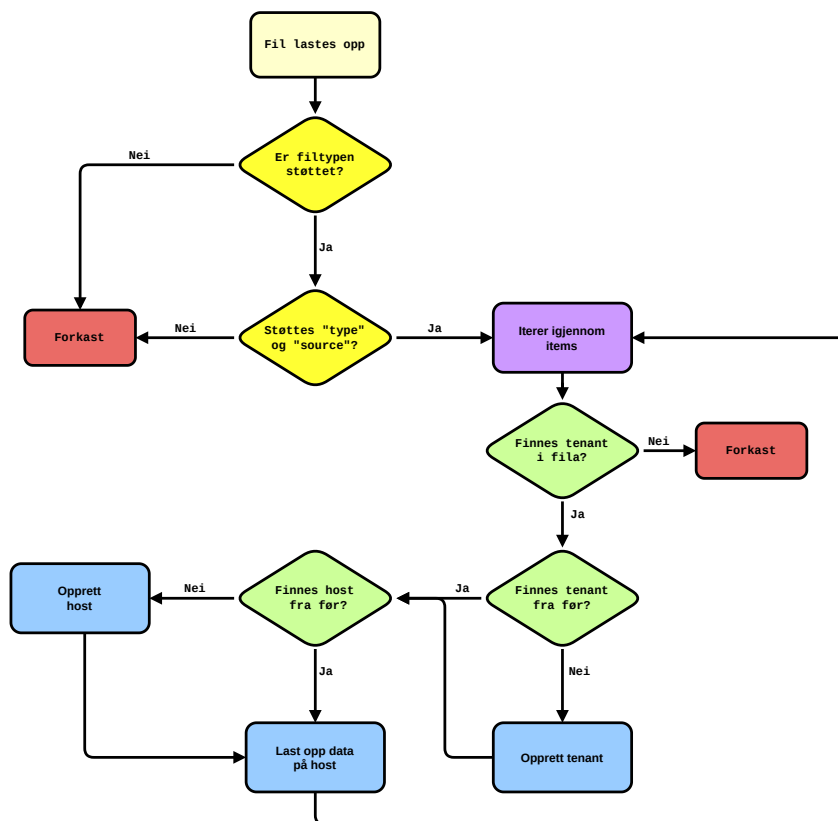 Fil lastes opp
Nei
Er filtypen
støttet?
Ja
Forkast
Nei
Støttes "type"
og "source"?
Ja
Iterer igjennom
items
Finnes tenant
i fila?
Nei
Forkast
Ja
Opprett
host
Nei
Finnes host
fra før?
Ja
Finnes tenant
fra før?
Ja
Nei
Last opp data
på host
Opprett tenant